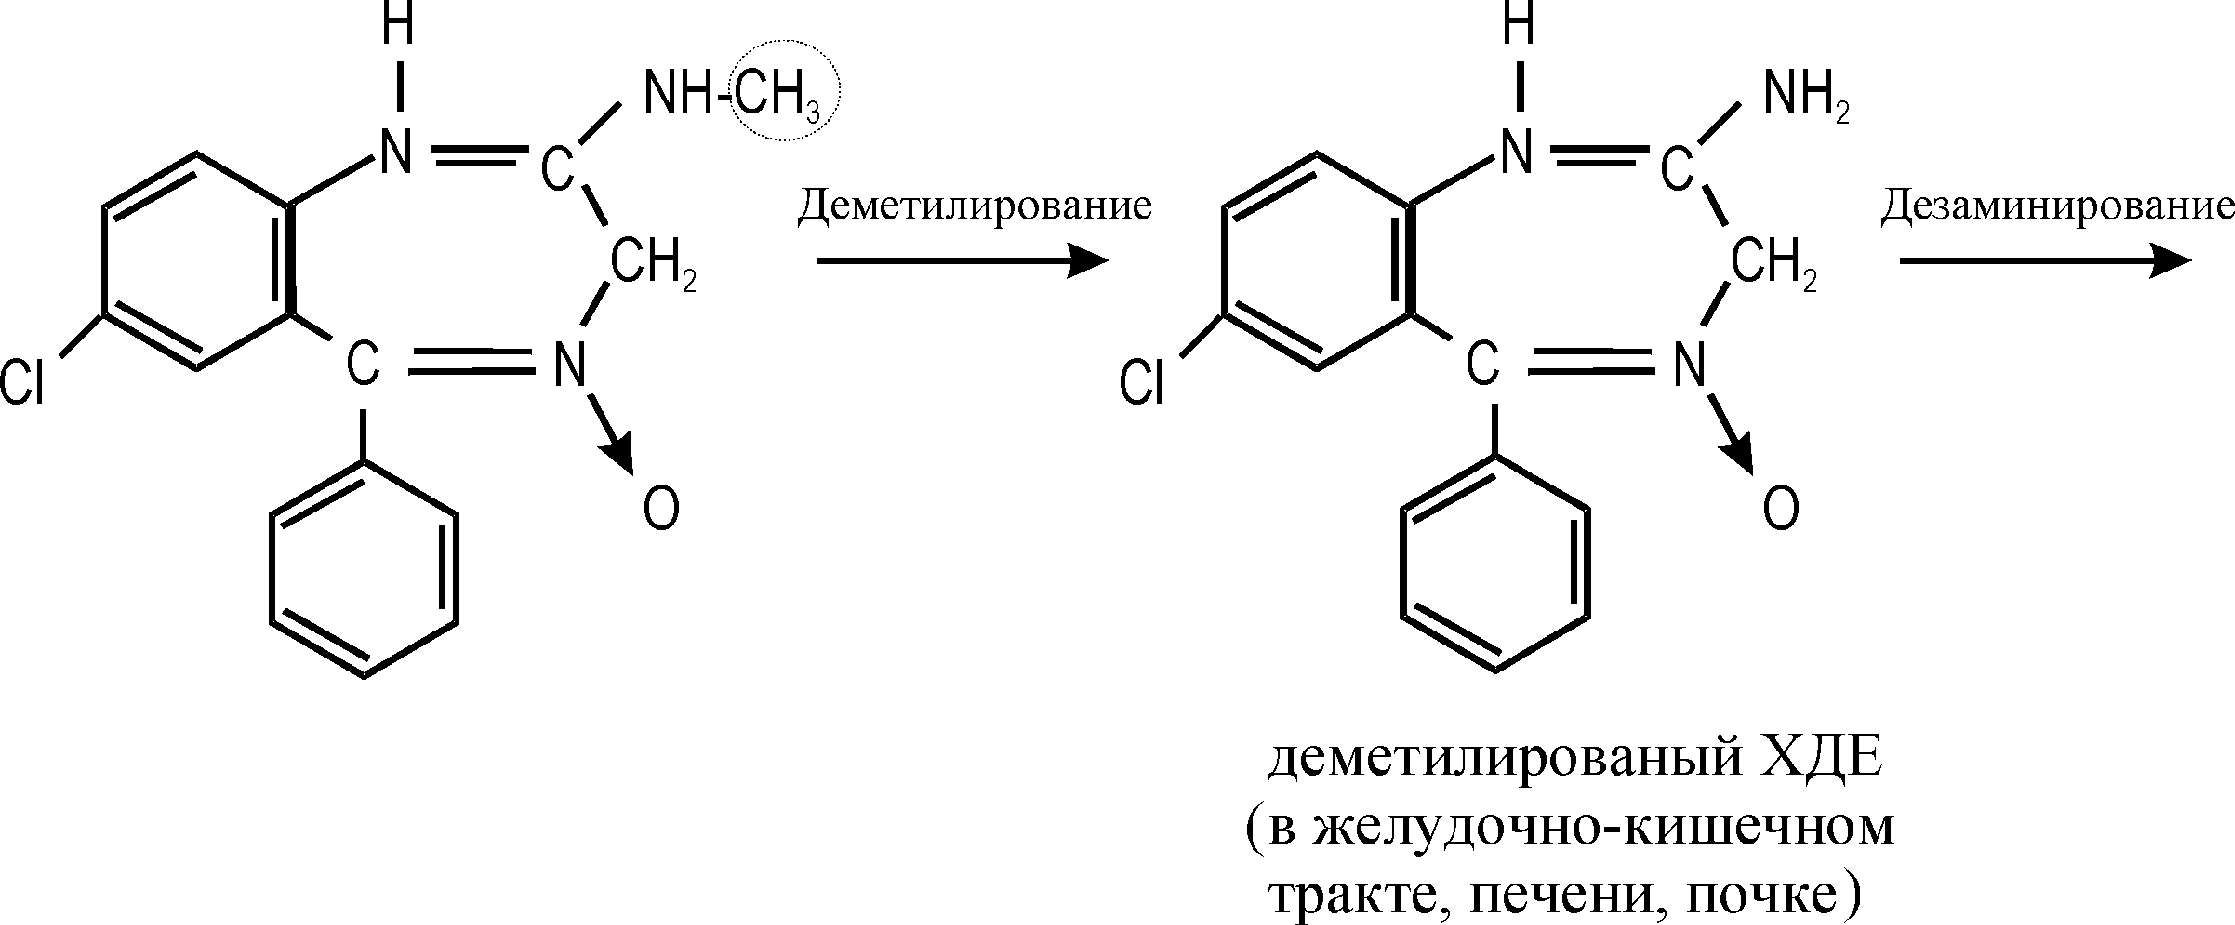 H
NH-CH3
N
C
CH2
Cl
C
N
O
Деметилирование
H
NH2
N
C
CH2
Cl
C
N
O
Дезаминирование
деметилированый ХДЕ
(в желудочно-кишечном
тракте, печени, почке)